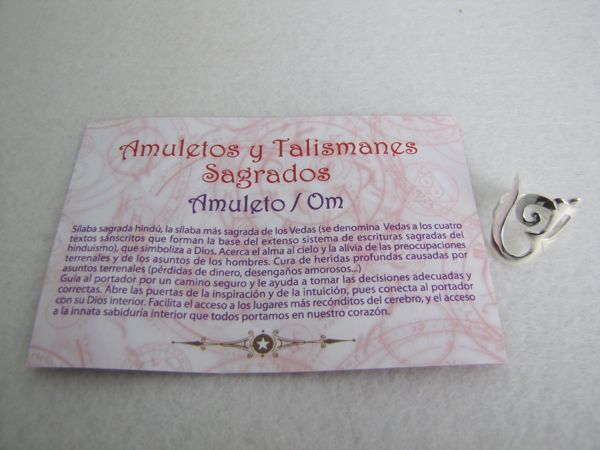 Amuletos y Talismanes
Sagrados
Amuleto / Om
Sílaba sagrada hindú, la sílaba más sagrada de los Vedas (se denomina Vedas a los cuatro
textos sánscritos que forman la base del extenso sistema de escrituras sagradas del
hinduismo), que simboliza a Dios. Acerca el alma al cielo y la alivia de las preocupaciones
terrenales y de los asuntos de los hombres. Cura de heridas profundas causadas por
asuntos terrenales (pérdidas de dinero, desengaños amorosos...)
Guía al portador por un camino seguro y le ayuda a tomar las decisiones adecuadas y
correctas. Abre las puertas de la inspiración y de la intuición, pues conecta al portador
con su Dios interior. Facilita el acceso a los lugares más recónditos del cerebro, y el acceso
a la innata sabiduría interior que todos portamos en nuestro corazón.